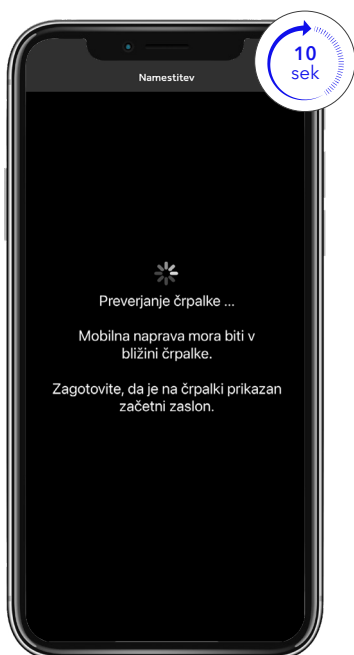 10
sek
Namestitev
Preverjanje črpalke ...
Mobilna naprava mora biti v
bližini črpalke.
Zagotovite, da je na črpalki prikazan
začetni zaslon.